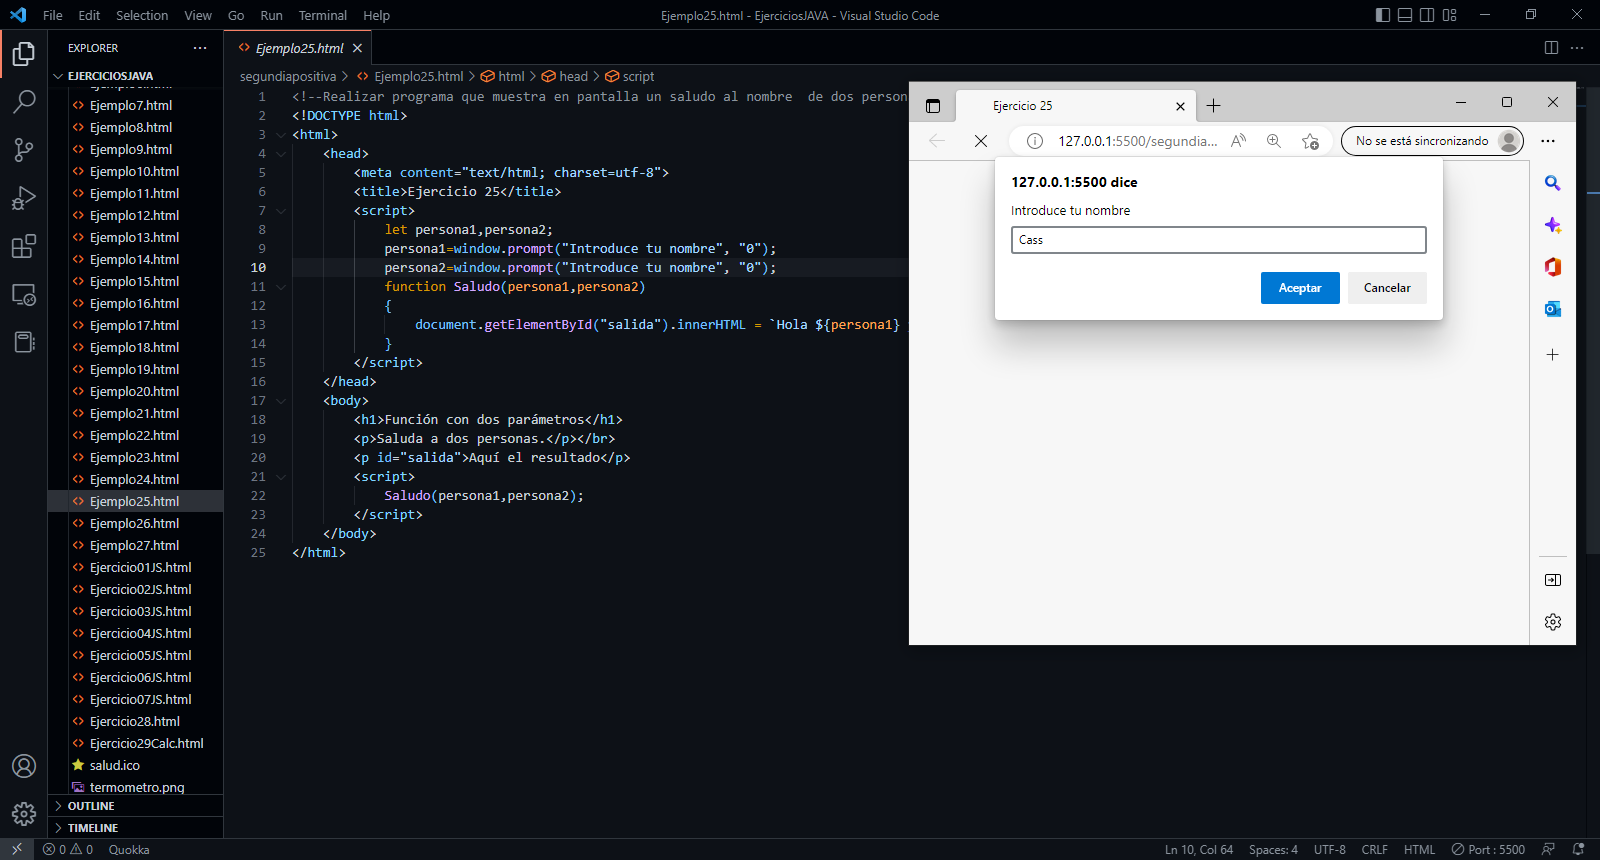 File Edit Selection View Go Run Terminal Help
Ejemplo25.html - EjerciciosJAVA - Visual Studio Code
EXPLORER
EJERCICIOSJAVA
Ejemplo7.html
Ejemplo8.html
Ejemplo9.html
Ejemplo10.html
Ejemplo11.html
Ejemplo12.html
Ejemplo13.html
Ejemplo14.html
Ejemplo15.html
Ejemplo16.html
Ejemplo17.html
Ejemplo18.html
Ejemplo19.html
Ejemplo20.html
Ejemplo21.html
Ejemplo22.html
Ejemplo23.html
Ejemplo24.html
Ejemplo25.html
Ejemplo26.html
Ejemplo27.html
Ejercicio01JS.html
Ejercicio02JS.html
Ejercicio03JS.html
Ejercicio04JS.html
Ejercicio05JS.html
Ejercicio06JS.html
Ejercicio07JS.html
Ejercicio28.html
Ejercicio29Calc.html
salud.ico
termometro.png
OUTLINE
TIMELINE
Ejemplo25.html
segundiapositiva > Ejemplo25.html > html > head > script
1 <!--Realizar programa que muestra en pantalla un saludo al nombre  de dos person
2 <!DOCTYPE html>
3 <html>
4 <head>
5 <meta content="text/html; charset=utf-8">
6 <title>Ejercicio 25</title>
7 <script>
8 let persona1,persona2;
9 persona1=window.prompt("Introduce tu nombre", "0");
10 persona2=window.prompt("Introduce tu nombre", "0");
11 function Saludo(persona1,persona2)
12 {
13 document.getElementById("salida").innerHTML = `Hola ${persona1}
14 }
15 </script>
16 </head>
17 <body>
18 <h1>Función con dos parámetros</h1>
19 <p>Saluda a dos personas.</p></br>
20 <p id="salida">Aquí el resultado</p>
21 <script>
22 Saludo(persona1,persona2);
23 </script>
24 </body>
25 </html>
Ejercicio 25
127.0.0.1:5500/segundia...
No se está sincronizando
127.0.0.1:5500 dice
Introduce tu nombre
Cass
Aceptar
Cancelar
0 0 Quokka
Ln 10, Col 64 Spaces: 4 UTF-8 CRLF HTML Port : 5500